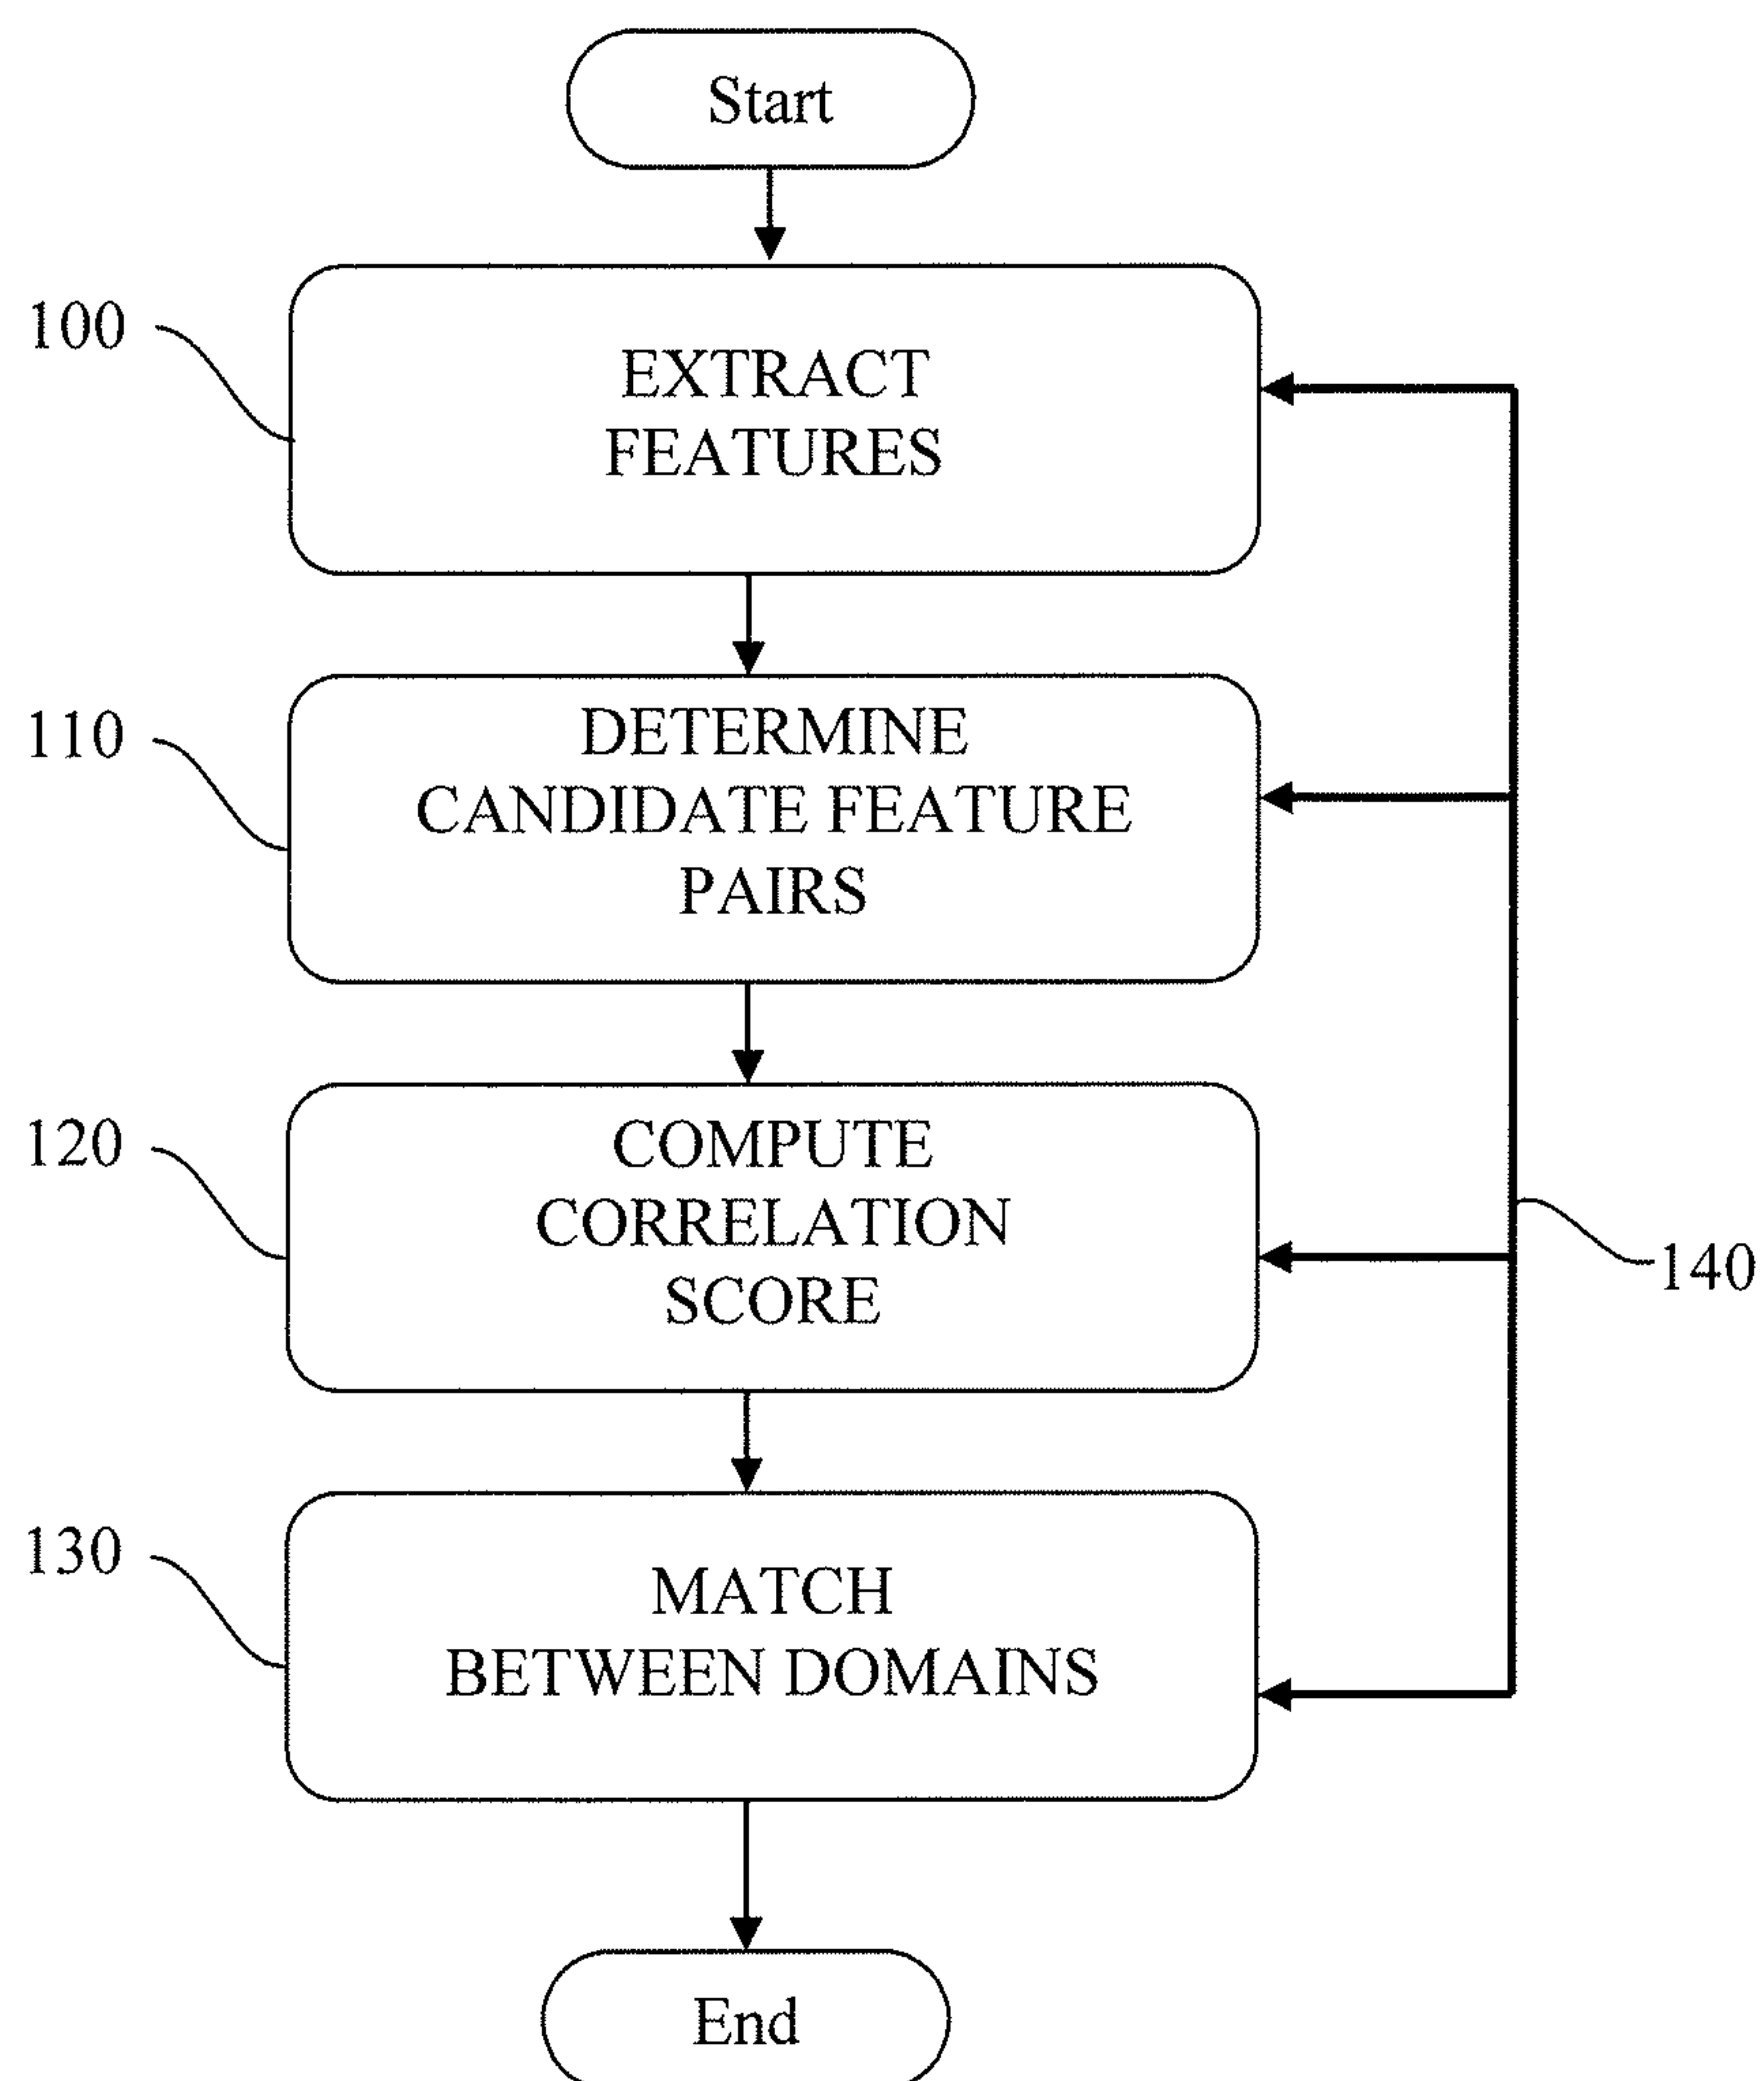 Start
100
EXTRACT
FEATURES
110
DETERMINE
CANDIDATE FEATURE
PAIRS
120
COMPUTE
CORRELATION
SCORE
140
130
MATCH
BETWEEN DOMAINS
End